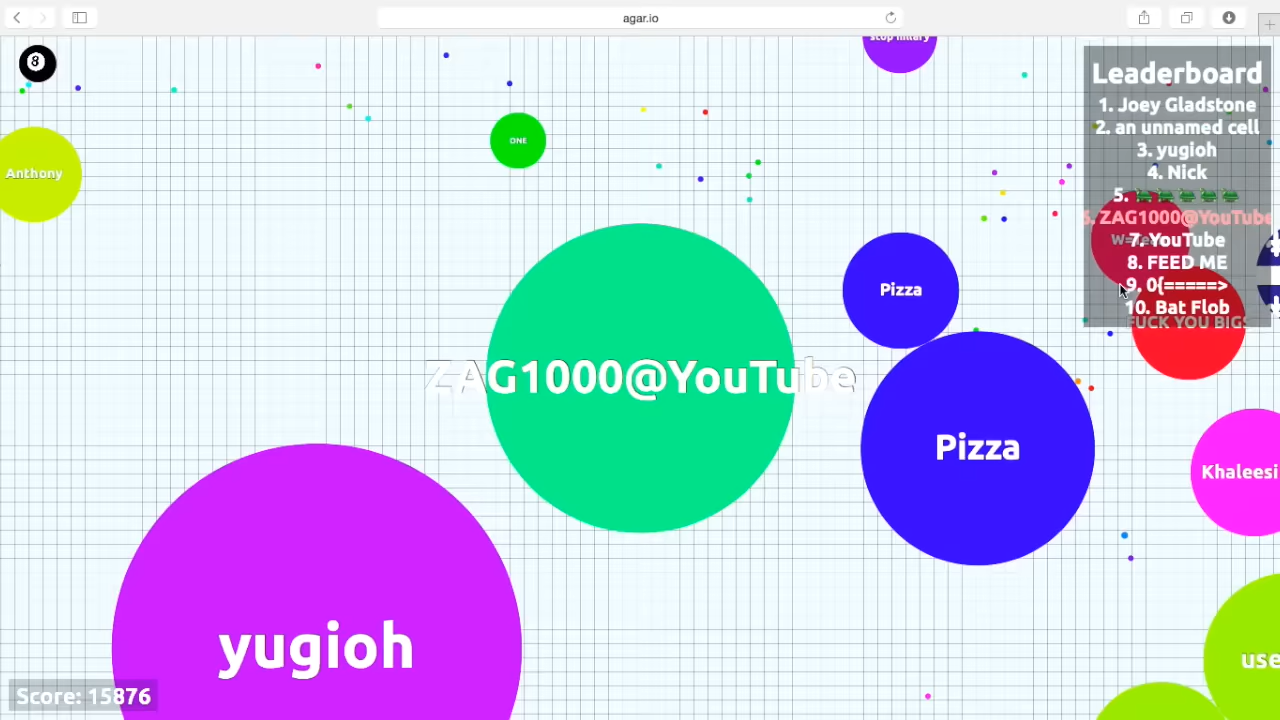 agar.io
8
stop hillary
Leaderboard
1. Joey Gladstone
2. an unnamed cell
3. yugioh
4. Nick
5.
6. ZAG1000@YouTube
7. YouTube
8. FEED ME
9. 0{=====>
10. Bat Flob
ONE
Anthony
Pizza
FUCK YOU BIGS
ZAG1000@YouTube
Pizza
Khaleesi
yugioh
use
Score: 15876